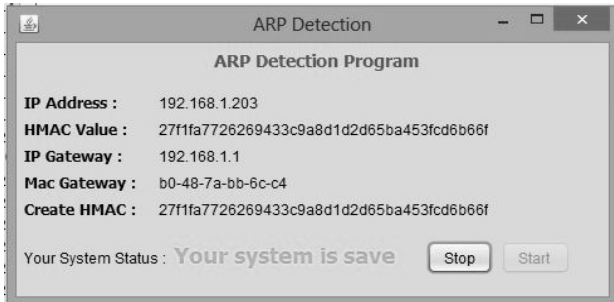 ARP Detection
ARP Detection Program
IP Address : 192.168.1.203
HMAC Value : 27f1fa7726269433c9a8d1d2d65ba453fcd6b66f
IP Gateway : 192.168.1.1
Mac Gateway : b0-48-7a-bb-6c-c4
Create HMAC : 27f1fa7726269433c9a8d1d2d65ba453fcd6b66f
Your System Status : Your system is save Stop Start